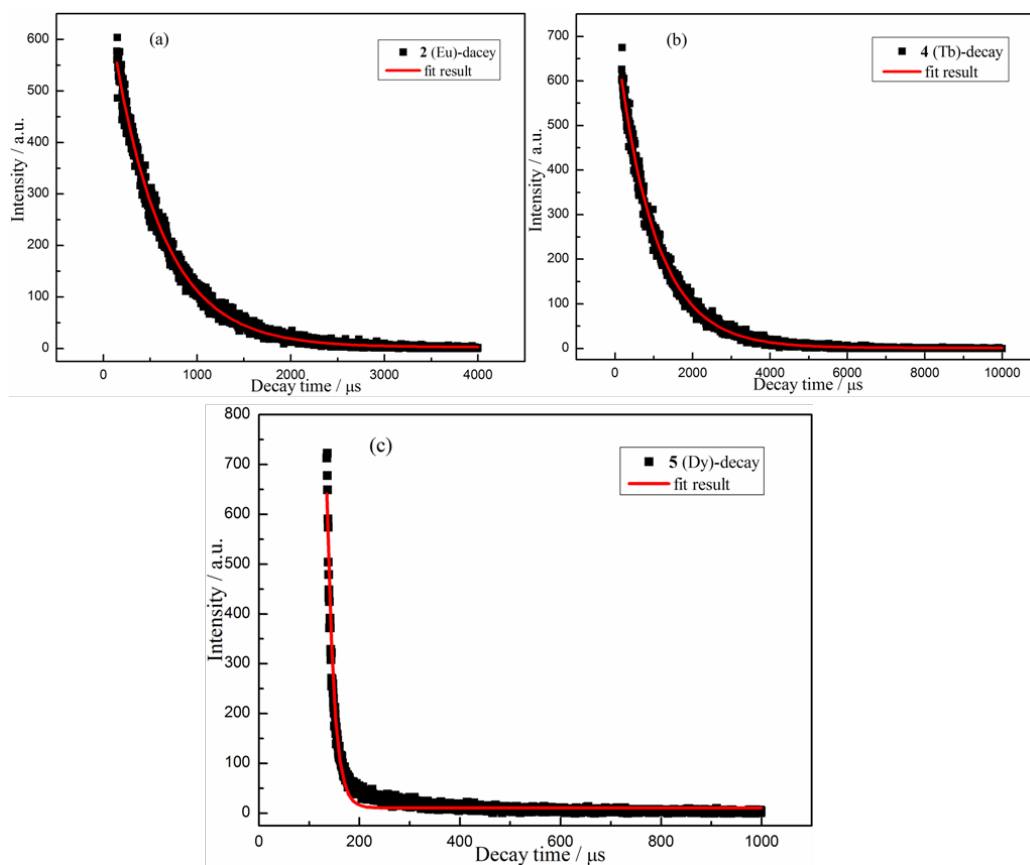 (a)
2 (Eu)-dacey
fit result
Intensity / a.u.
600
500
400
300
200
100
0
0 1000 2000 3000 4000
Decay time / μs
(b)
4 (Tb)-decay
fit result
Intensity / a.u.
700
600
500
400
300
200
100
0
0 2000 4000 6000 8000 10000
Decay time / μs
(c)
5 (Dy)-decay
fit result
Intensity / a.u.
800
700
600
500
400
300
200
100
0
0 200 400 600 800 1000
Decay time / μs